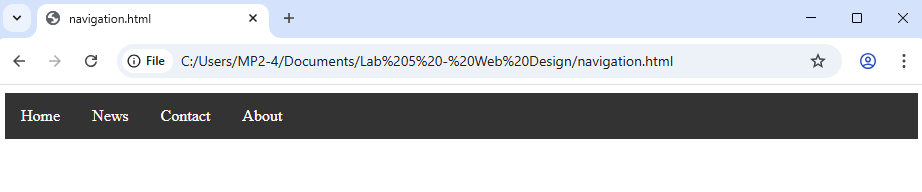 navigation.html
File C:/Users/MP2-4/Documents/Lab%205%20-%20Web%20Design/navigation.html
Home News Contact About